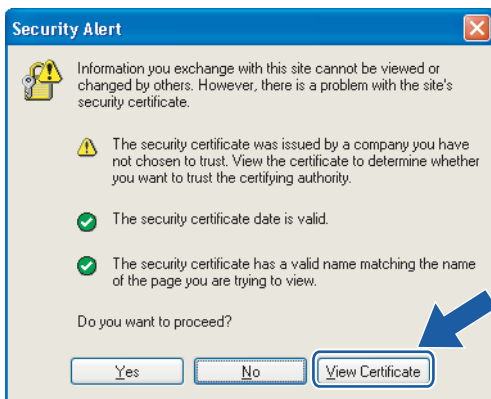 Security Alert
Information you exchange with this site cannot be viewed or
changed by others. However, there is a problem with the site's
security certificate.
The security certificate was issued by a company you have
not chosen to trust. View the certificate to determine whether
you want to trust the certifying authority.
The security certificate date is valid.
The security certificate has a valid name matching the name
of the page you are trying to view.
Do you want to proceed?
Yes No View Certificate